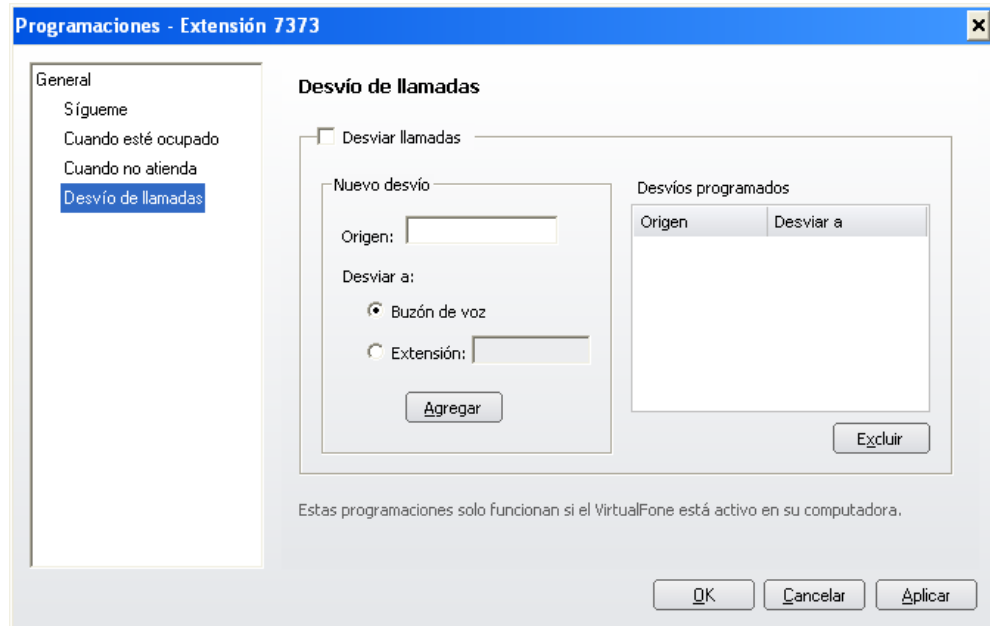 Programaciones - Extensión 7373
General
Sígueme
Cuando esté ocupado
Cuando no atienda
Desvío de llamadas
Desvío de llamadas
Desviar llamadas
Nuevo desvío
Origen:
Desviar a:
Buzón de voz
Extensión:
Agregar
Desvíos programados
Origen Desviar a
Excluir
Estas programaciones solo funcionan si el VirtualFone está activo en su computadora.
OK Cancelar Aplicar